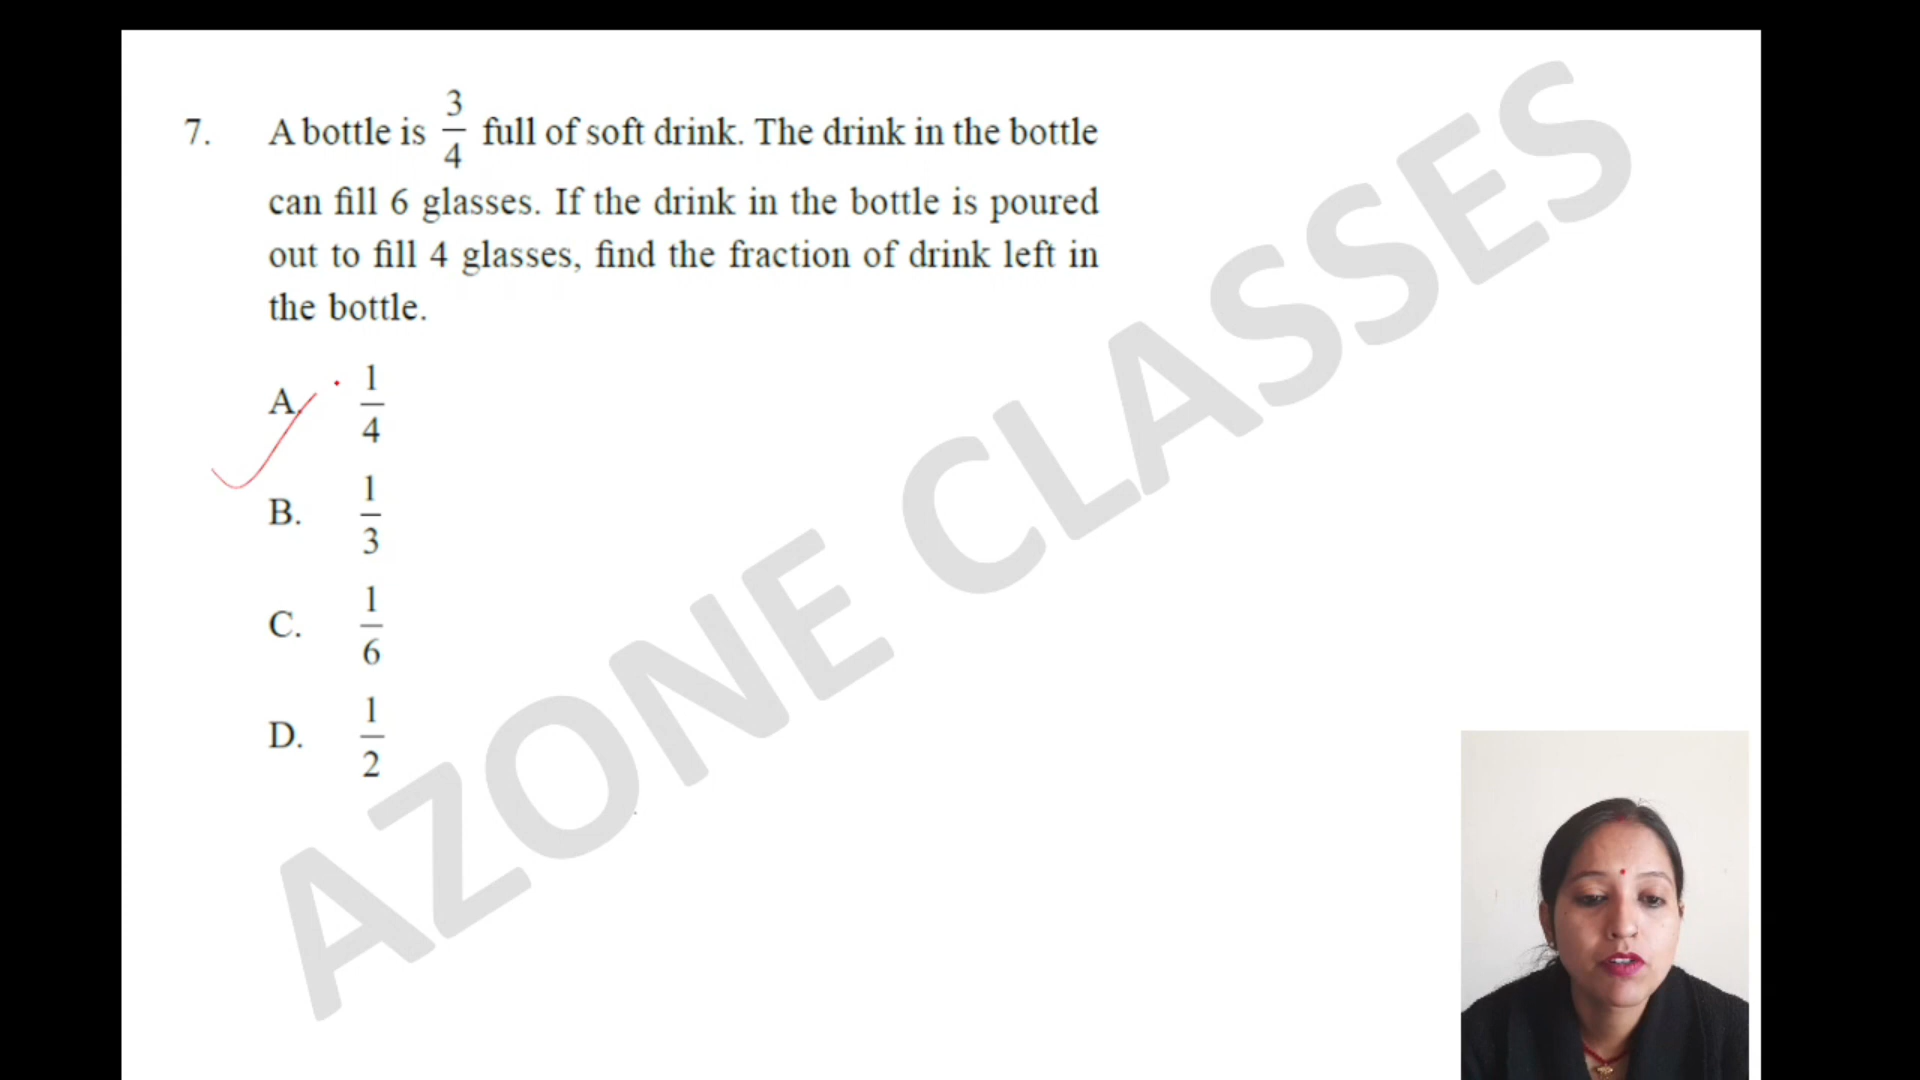 7. A bottle is 3/4 full of soft drink. The drink in the bottle
can fill 6 glasses. If the drink in the bottle is poured
out to fill 4 glasses, find the fraction of drink left in
the bottle.
A. 1/4
B. 1/3
C. 1/6
D. 1/2
AZONE CLASSES